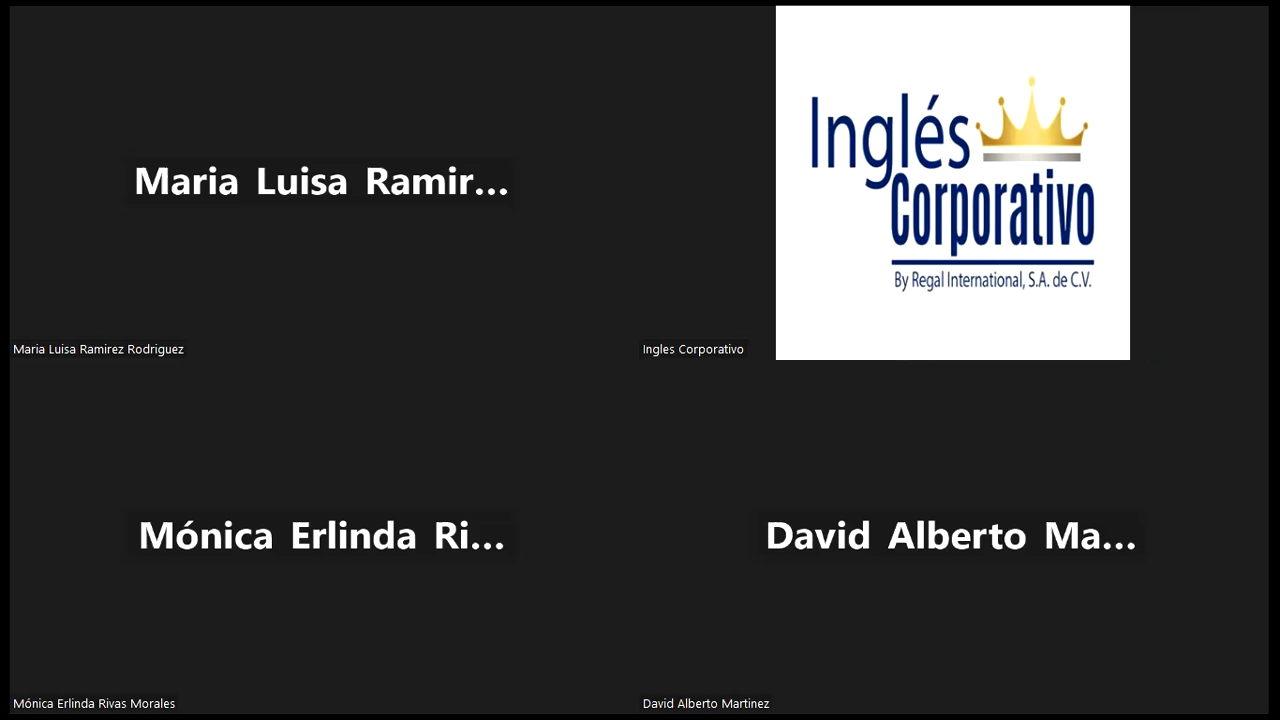 Maria Luisa Ramir...
Maria Luisa Ramirez Rodriguez
Inglés
Corporativo
By Regal International, S.A. de C.V.
Ingles Corporativo
Mónica Erlinda Ri...
Mónica Erlinda Rivas Morales
David Alberto Ma...
David Alberto Martinez